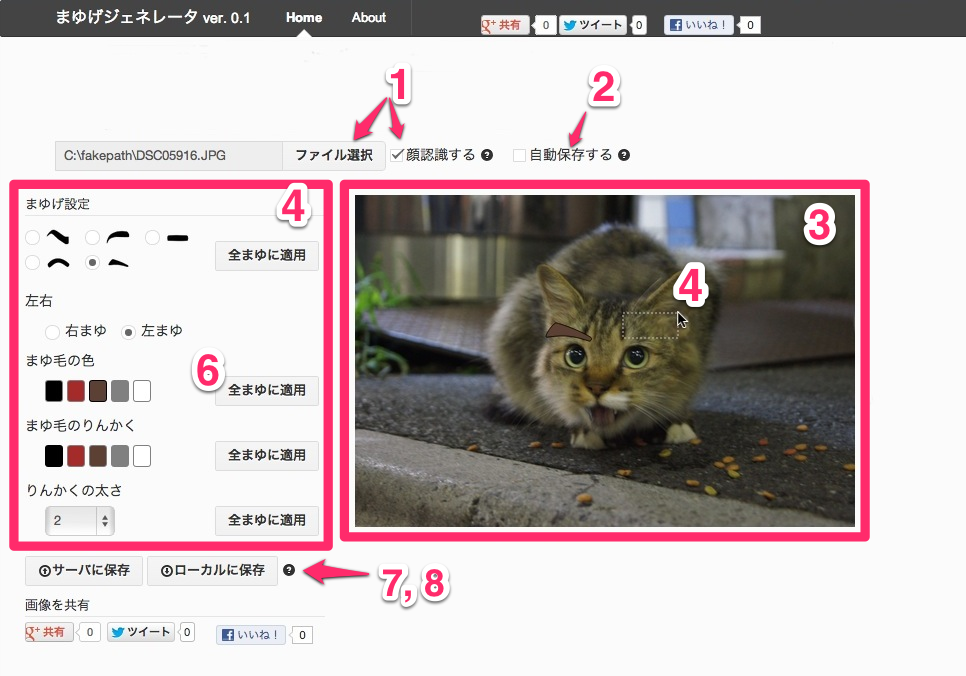 まゆげジェネレータ ver. 0.1 Home About
g+ 共有 0 ツイート 0 いいね! 0
1
2
C:\fakepath\DSC05916.JPG ファイル選択 顔認識する ? 自動保存する ?
まゆげ設定
4
3
全まゆに適用
4
左右
右まゆ 左まゆ
まゆ毛の色
6
全まゆに適用
まゆ毛のりんかく
全まゆに適用
りんかくの太さ
2 全まゆに適用
サーバに保存 ローカルに保存 ?
7, 8
画像を共有
g+ 共有 0 ツイート 0 いいね! 0